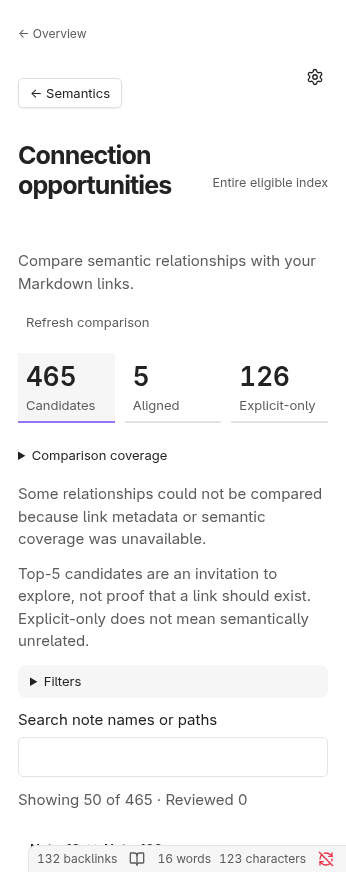 ← Overview
← Semantics
Connection
opportunities
Entire eligible index
Compare semantic relationships with your
Markdown links.
Refresh comparison
465 5 126
Candidates Aligned Explicit-only
Comparison coverage
Some relationships could not be compared
because link metadata or semantic
coverage was unavailable.
Top-5 candidates are an invitation to
explore, not proof that a link should exist.
Explicit-only does not mean semantically
unrelated.
Filters
Search note names or paths
Showing 50 of 465 · Reviewed 0
132 backlinks 16 words 123 characters